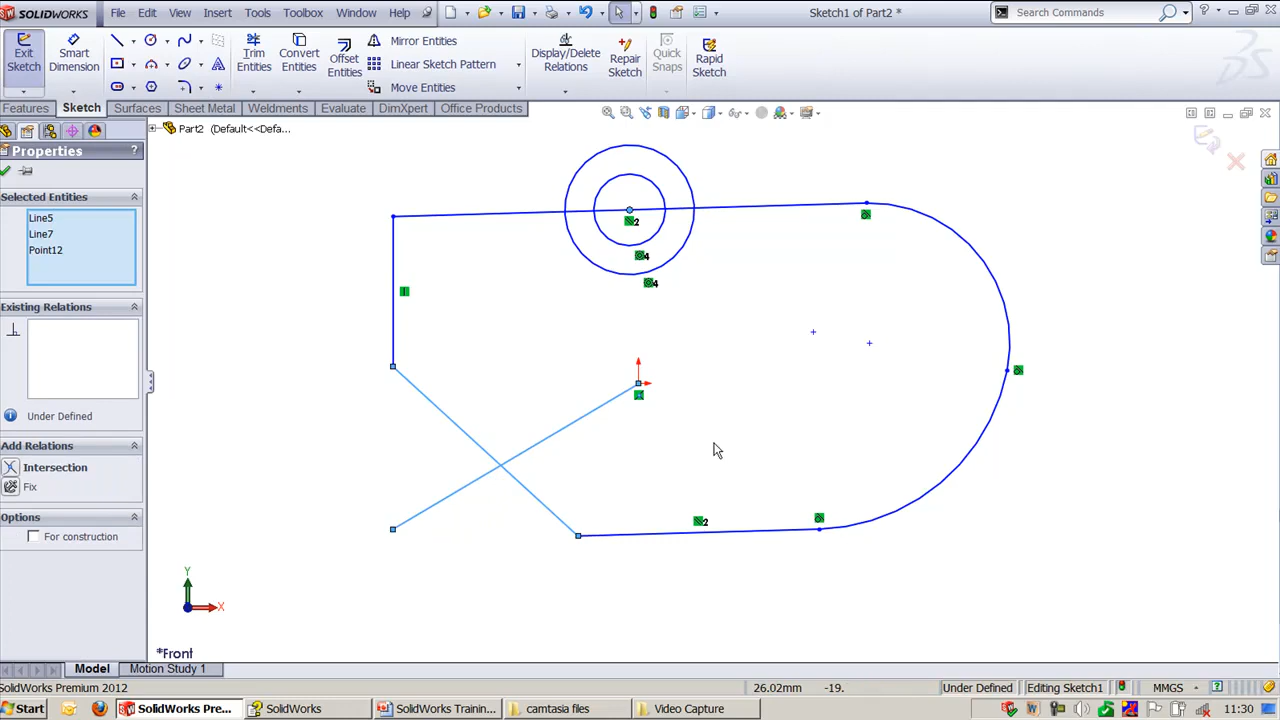 SOLIDWORKS File Edit View Insert Tools Toolbox Window Help Sketch1 of Part2 * Search Commands ?
Exit Sketch Smart Dimension Trim Entities Convert Entities Offset Entities Mirror Entities Linear Sketch Pattern Move Entities Display/Delete Relations Repair Sketch Quick Snaps Rapid Sketch
Features Sketch Surfaces Sheet Metal Weldments Evaluate DimXpert Office Products
Part2 (Default<<Defa...
Properties ?
Selected Entities
Line5
Line7
Point12
Existing Relations
Under Defined
Add Relations
Intersection
Fix
Options
For construction
2
4
4
2
Y
X
*Front
Model Motion Study 1
SolidWorks Premium 2012 26.02mm -19. Under Defined Editing Sketch1 MMGS ?
Start SolidWorks Pre... SolidWorks SolidWorks Trainin... camtasia files Video Capture 11:30